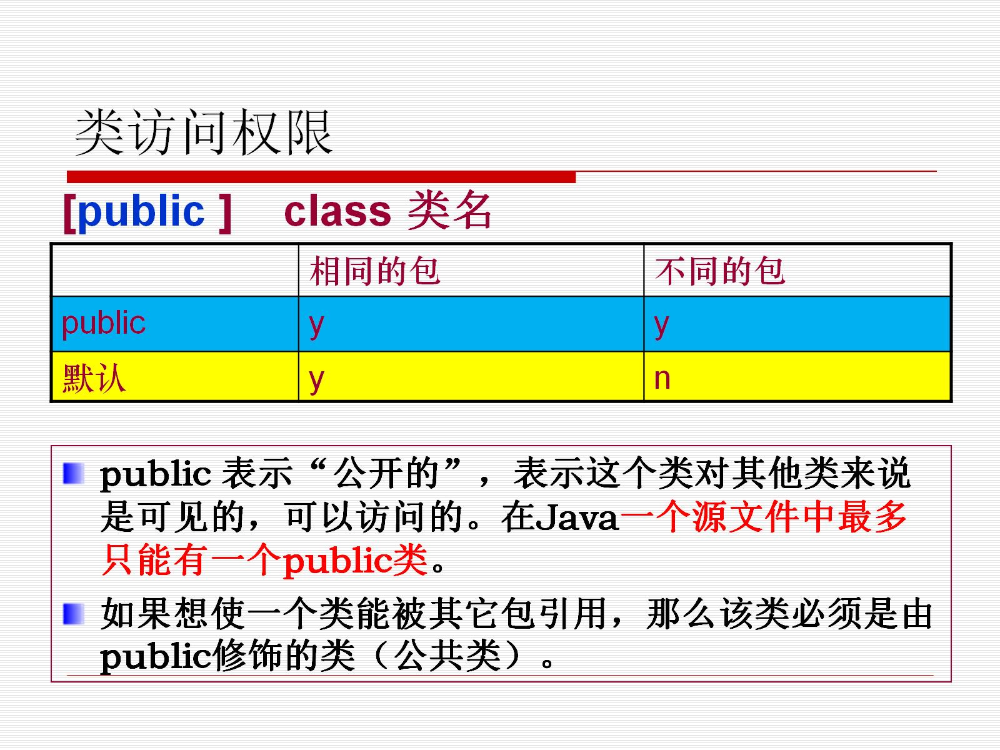 类访问权限
[public ] class 类名
相同的包 不同的包
public y y
默认 y n
public 表示“公开的”，表示这个类对其他类来说
是可见的，可以访问的。在Java一个源文件中最多
只能有一个public类。
如果想使一个类能被其它包引用，那么该类必须是由
public修饰的类（公共类）。